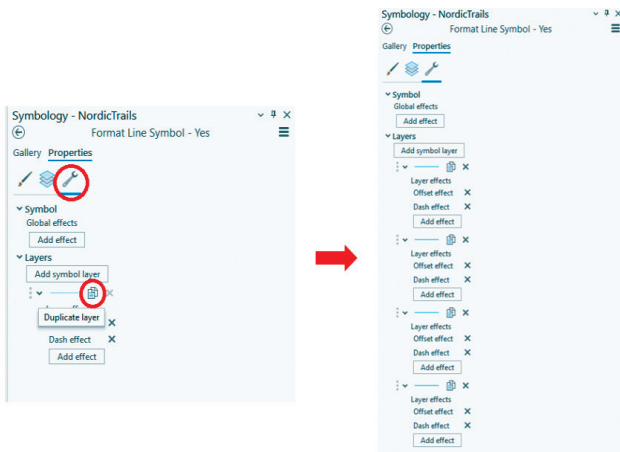 Symbology - NordicTrails
Format Line Symbol - Yes
Gallery Properties
Symbol
Global effects
Add effect
Layers
Add symbol layer
Duplicate layer
Dash effect
Add effect
Symbology - NordicTrails
Format Line Symbol - Yes
Gallery Properties
Symbol
Global effects
Add effect
Layers
Add symbol layer
Layer effects
Offset effect
Dash effect
Add effect
Layer effects
Offset effect
Dash effect
Add effect
Layer effects
Offset effect
Dash effect
Add effect
Layer effects
Offset effect
Dash effect
Add effect